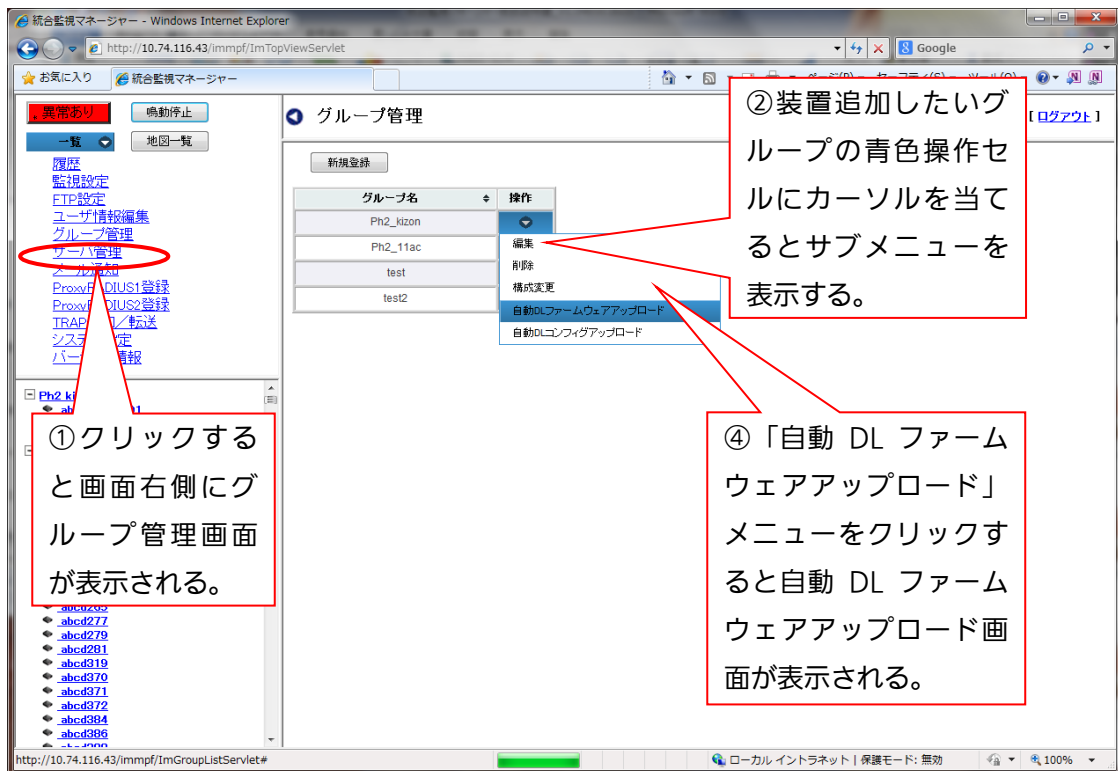 統合監視マネージャー - Windows Internet Explorer
http://10.74.116.43/immpf/ImTopViewServlet
Google
お気に入り
統合監視マネージャー
異常あり
鳴動停止
一覧
地図一覧
履歴
監視設定
FTP設定
ユーザ情報編集
グループ管理
サーバ管理
メール通知
グループ管理
[ ログアウト ]
新規登録
グループ名
操作
Ph2_kizon
Ph2_11ac
test
test2
編集
削除
構成変更
自動DLファームウェアアップロード
自動DLコンフィグアップロード
②装置追加したいグ
ループの青色操作セ
ルにカーソルを当て
るとサブメニューを
表示する。
①クリックする
と画面右側にグ
ループ管理画面
が表示される。
④「自動 DL ファーム
ウェアアップロード」
メニューをクリックす
ると自動 DL ファーム
ウェアアップロード画
面が表示される。
abcd265
abcd277
abcd279
abcd281
abcd319
abcd370
abcd371
abcd372
abcd384
abcd386
http://10.74.116.43/immpf/ImGroupListServlet#
ローカル イントラネット | 保護モード: 無効
100%